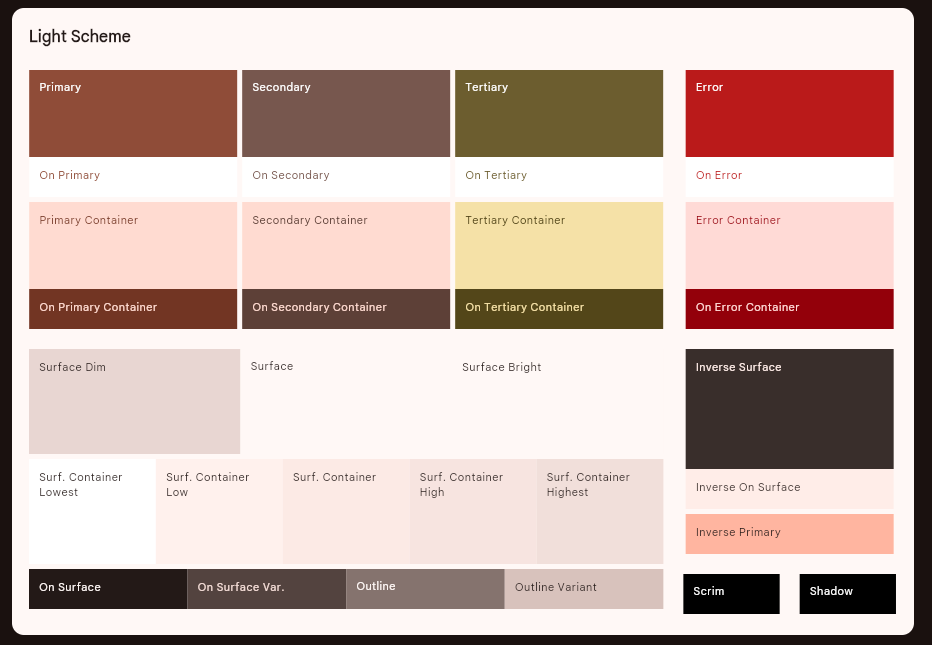 Light Scheme
Primary
Secondary
Tertiary
Error
On Primary
On Secondary
On Tertiary
On Error
Primary Container
Secondary Container
Tertiary Container
Error Container
On Primary Container
On Secondary Container
On Tertiary Container
On Error Container
Surface Dim
Surface
Surface Bright
Inverse Surface
Surf. Container
Lowest
Surf. Container
Low
Surf. Container
Surf. Container
High
Surf. Container
Highest
Inverse On Surface
Inverse Primary
On Surface
On Surface Var.
Outline
Outline Variant
Scrim
Shadow